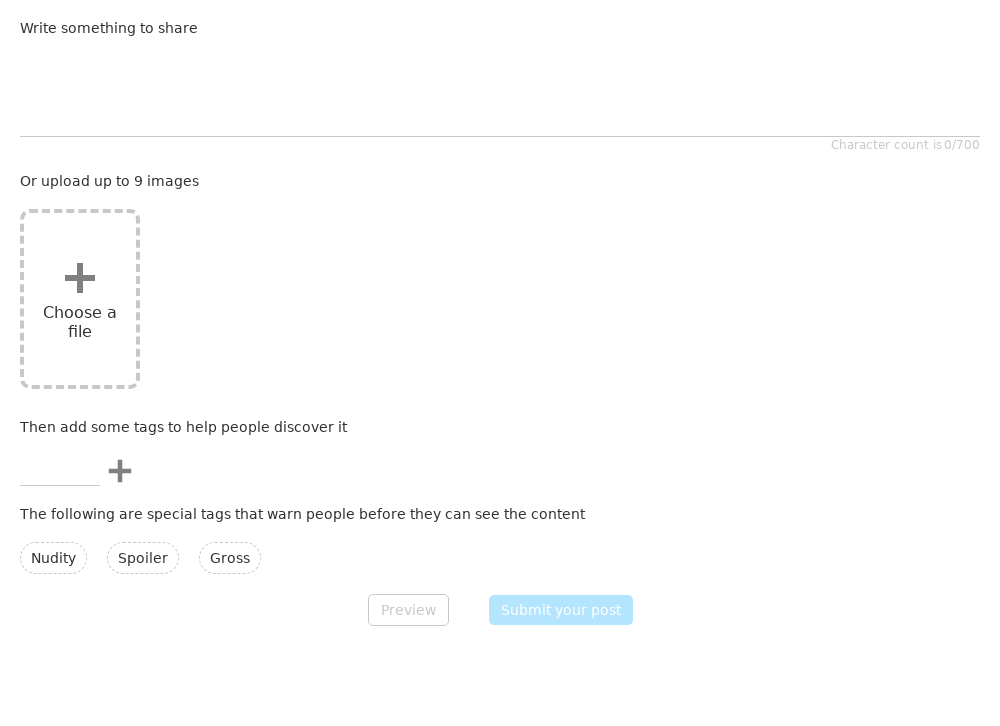 Write something to share
Character count is 0/700
Or upload up to 9 images
Choose a
file
Then add some tags to help people discover it
The following are special tags that warn people before they can see the content
Nudity Spoiler Gross
Preview Submit your post